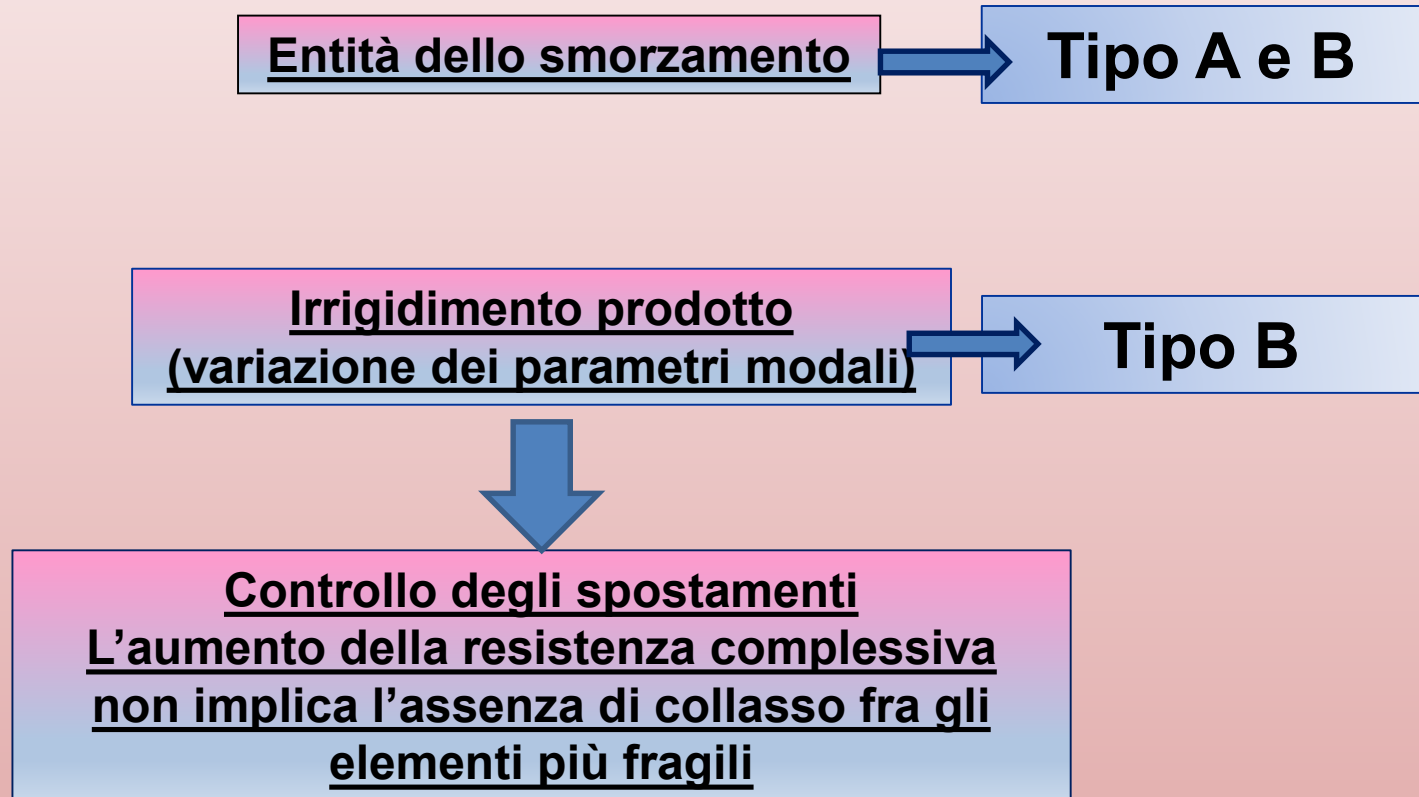 Entità dello smorzamento
Tipo A e B
Irrigidimento prodotto
(variazione dei parametri modali)
Tipo B
Controllo degli spostamenti
L’aumento della resistenza complessiva
non implica l’assenza di collasso fra gli
elementi più fragili